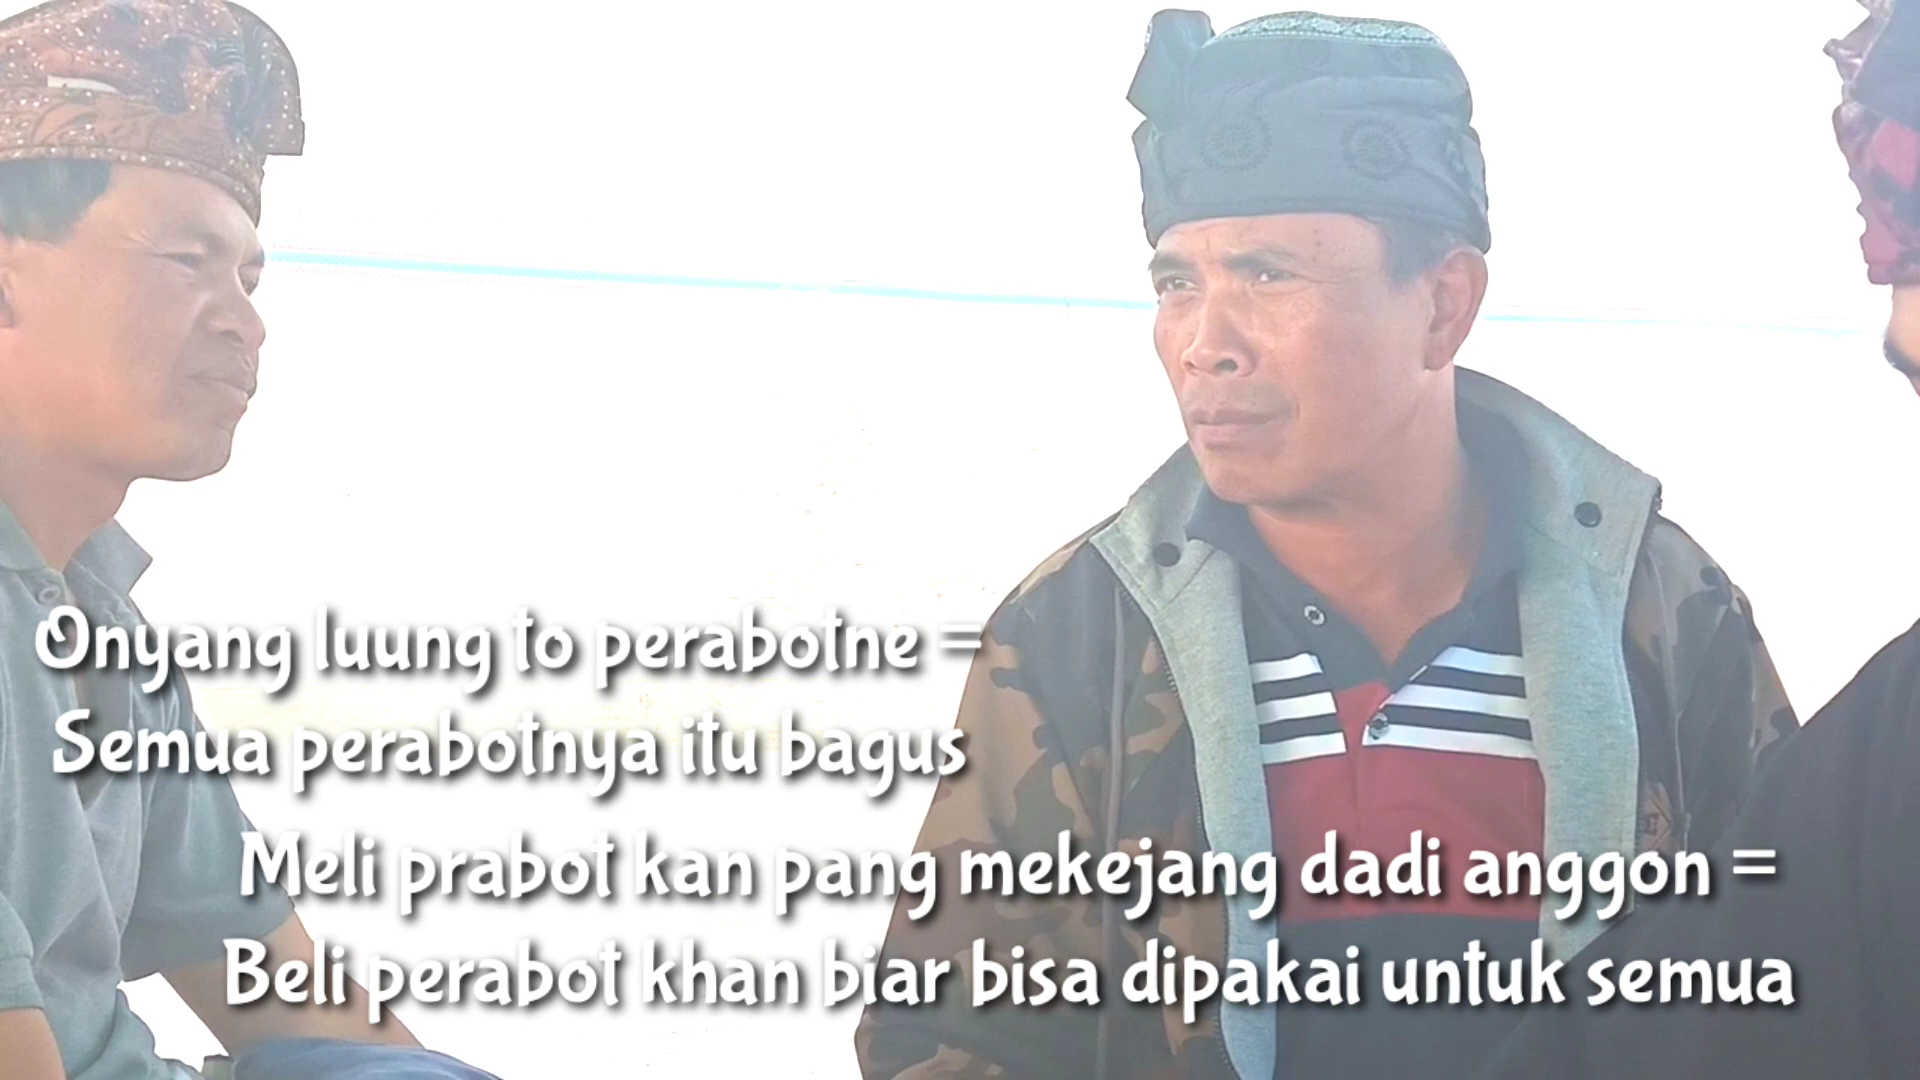 Onyang luung to perabotne =
Semua perabotnya itu bagus
Meli prabot kan pang mekejang dadi anggon =
Beli perabot khan biar bisa dipakai untuk semua